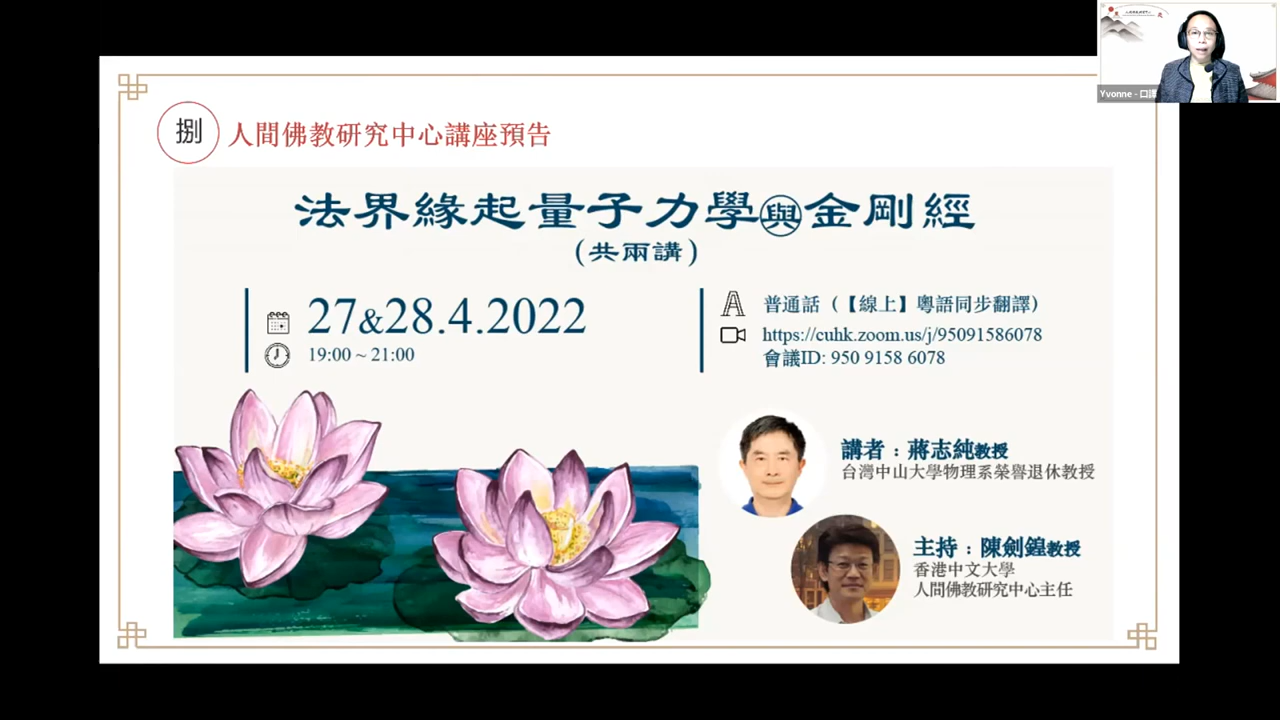 捌
人間佛教研究中心講座預告
法界緣起量子力學與金剛經
(共兩講)
27&28.4.2022
19:00 ~ 21:00
普通話（【線上】粵語同步翻譯）
https://cuhk.zoom.us/j/95091586078
會議ID: 950 9158 6078
講者：蔣志純教授
台灣中山大學物理系榮譽退休教授
主持：陳劍鍠教授
香港中文大學
人間佛教研究中心主任
Yvonne - 口譯